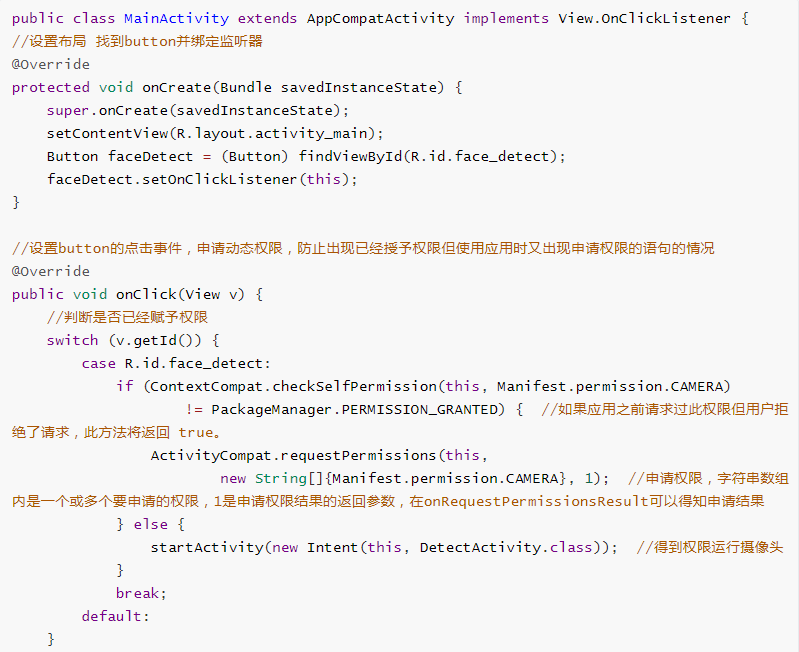 public class MainActivity extends AppCompatActivity implements View.OnClickListener {
//设置布局 找到button并绑定监听器
@Override
protected void onCreate(Bundle savedInstanceState) {
    super.onCreate(savedInstanceState);
    setContentView(R.layout.activity_main);
    Button faceDetect = (Button) findViewById(R.id.face_detect);
    faceDetect.setOnClickListener(this);
}

//设置button的点击事件，申请动态权限，防止出现已经授予权限但使用应用时又出现申请权限的语句的情况
@Override
public void onClick(View v) {
    //判断是否已经赋予权限
    switch (v.getId()) {
        case R.id.face_detect:
            if (ContextCompat.checkSelfPermission(this, Manifest.permission.CAMERA)
                    != PackageManager.PERMISSION_GRANTED) {  //如果应用之前请求过此权限但用户拒
绝了请求，此方法将返回 true。
                ActivityCompat.requestPermissions(this,
                        new String[]{Manifest.permission.CAMERA}, 1);  //申请权限，字符串数组
内是一个或多个要申请的权限，1是申请权限结果的返回参数，在onRequestPermissionsResult可以得知申请结果
            } else {
                startActivity(new Intent(this, DetectActivity.class));  //得到权限运行摄像头
            }
            break;
        default:
    }